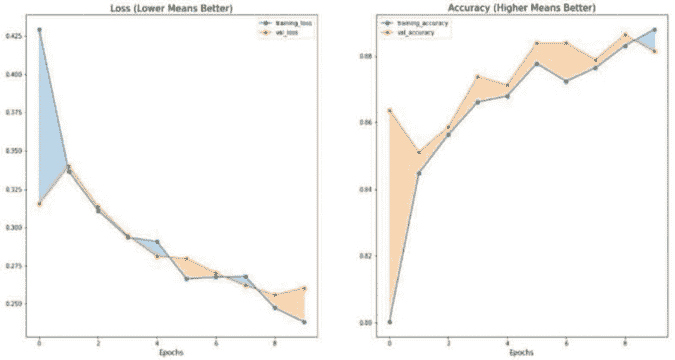 Loss (Lower Means Better)
training_loss
val_loss
0.425
0.400
0.375
0.350
0.325
0.300
0.275
0.250
0
2
4
6
8
Epochs
Accuracy (Higher Means Better)
training_accuracy
val_accuracy
0.88
0.86
0.84
0.82
0.80
0
2
4
6
8
Epochs